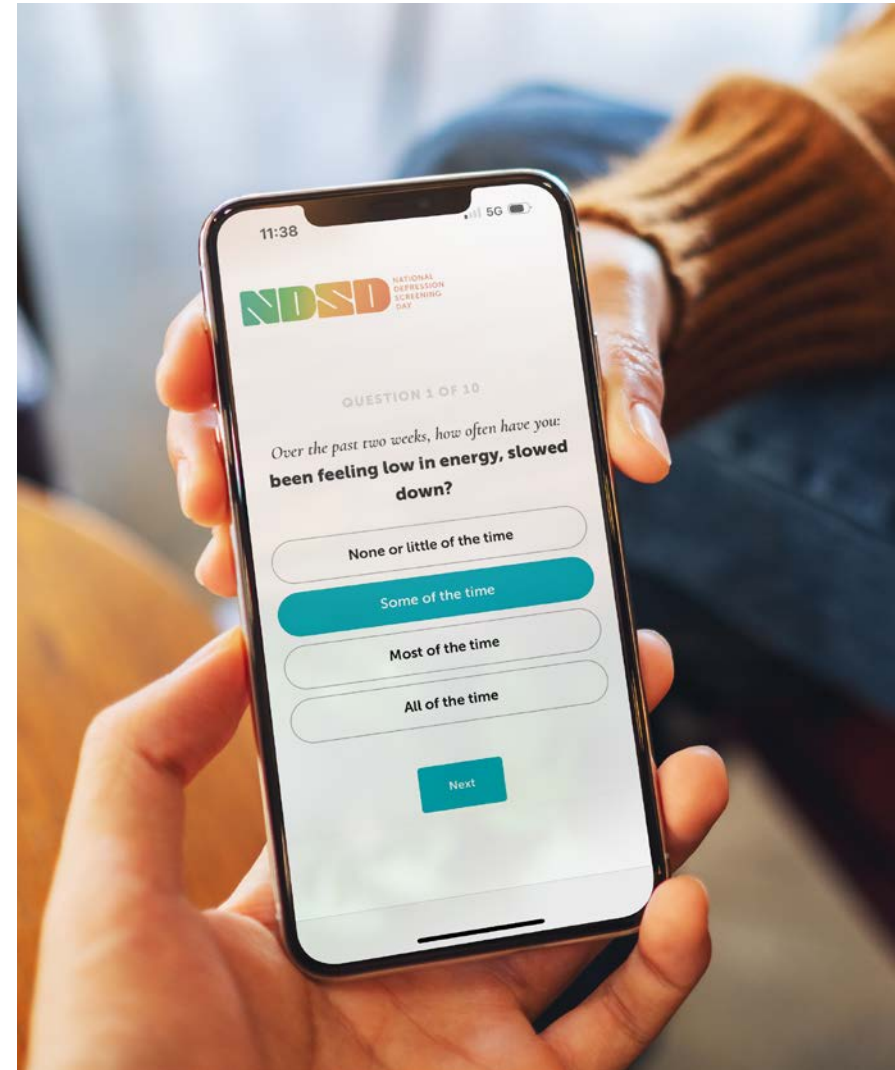 11:38
5G
NDSD
NATIONAL
DEPRESSION
SCREENING
DAY
QUESTION 1 OF 10
Over the past two weeks, how often have you:
been feeling low in energy, slowed
down?
None or little of the time
Some of the time
Most of the time
All of the time
Next